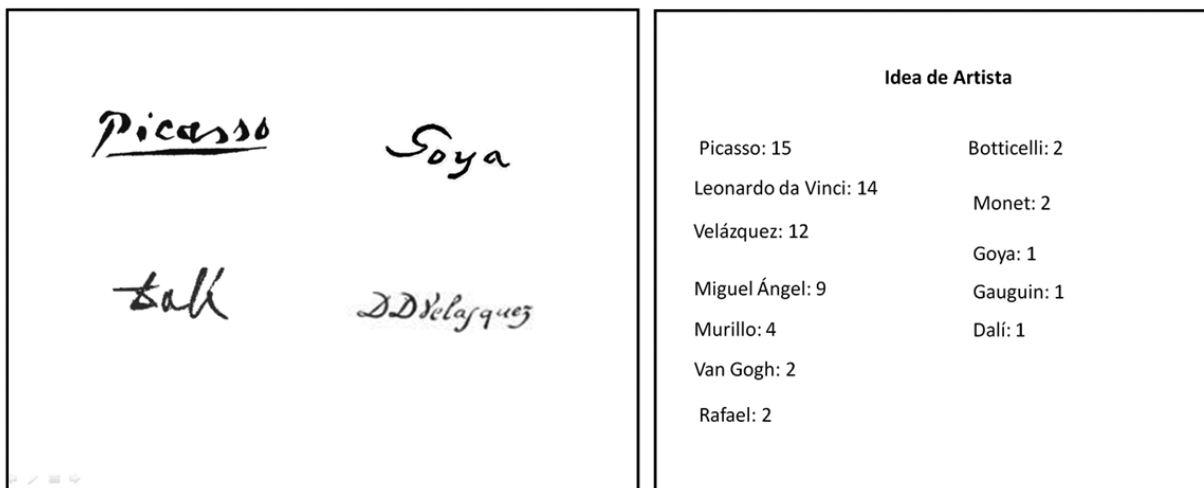 Picasso
Goya
Dalí
D D Velasquez
Idea de Artista
Picasso: 15
Leonardo da Vinci: 14
Velázquez: 12
Miguel Ángel: 9
Murillo: 4
Van Gogh: 2
Rafael: 2
Botticelli: 2
Monet: 2
Goya: 1
Gauguin: 1
Dalí: 1